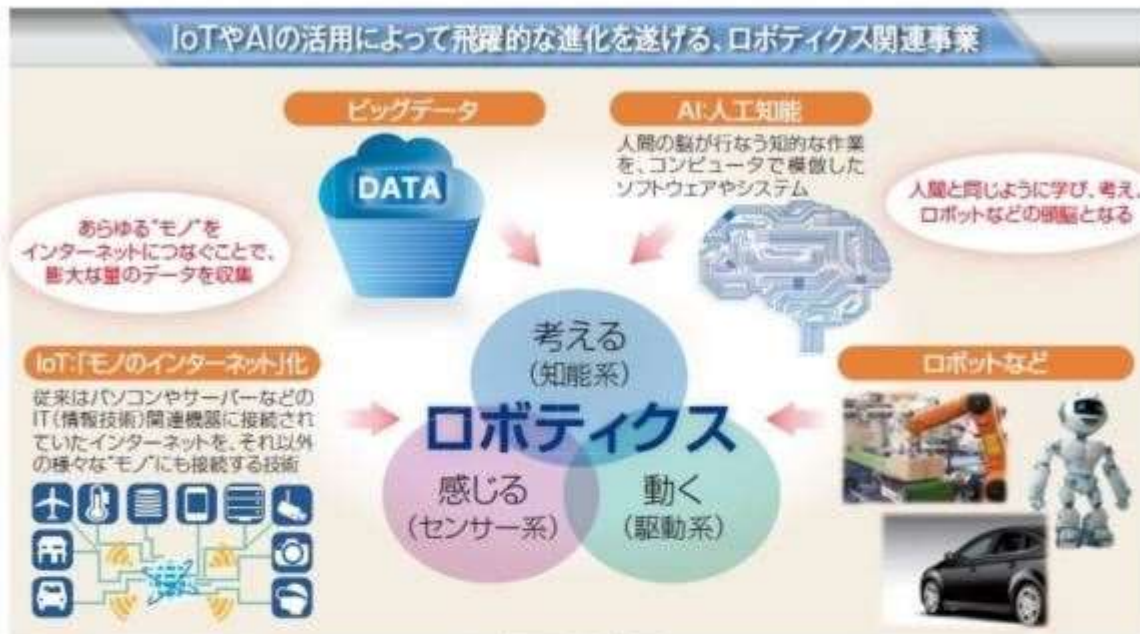 IoTやAIの活用によって飛躍的な進化を遂げる、ロボティクス関連事業
ビッグデータ
DATA
AI:人工知能
人間の脳が行なう知的な作業
を、コンピュータで模倣した
ソフトウェアやシステム
人間と同じように学び、考え、
ロボットなどの頭脳となる
あらゆる"モノ"を
インターネットにつなぐことで、
膨大な量のデータを収集
IoT:「モノのインターネット」化
従来はパソコンやサーバーなどの
IT(情報技術)関連機器に接続され
ていたインターネットを、それ以外
の様々な"モノ"にも接続する技術
考える
(知能系)
ロボティクス
感じる
(センサー系)
動く
(駆動系)
ロボットなど